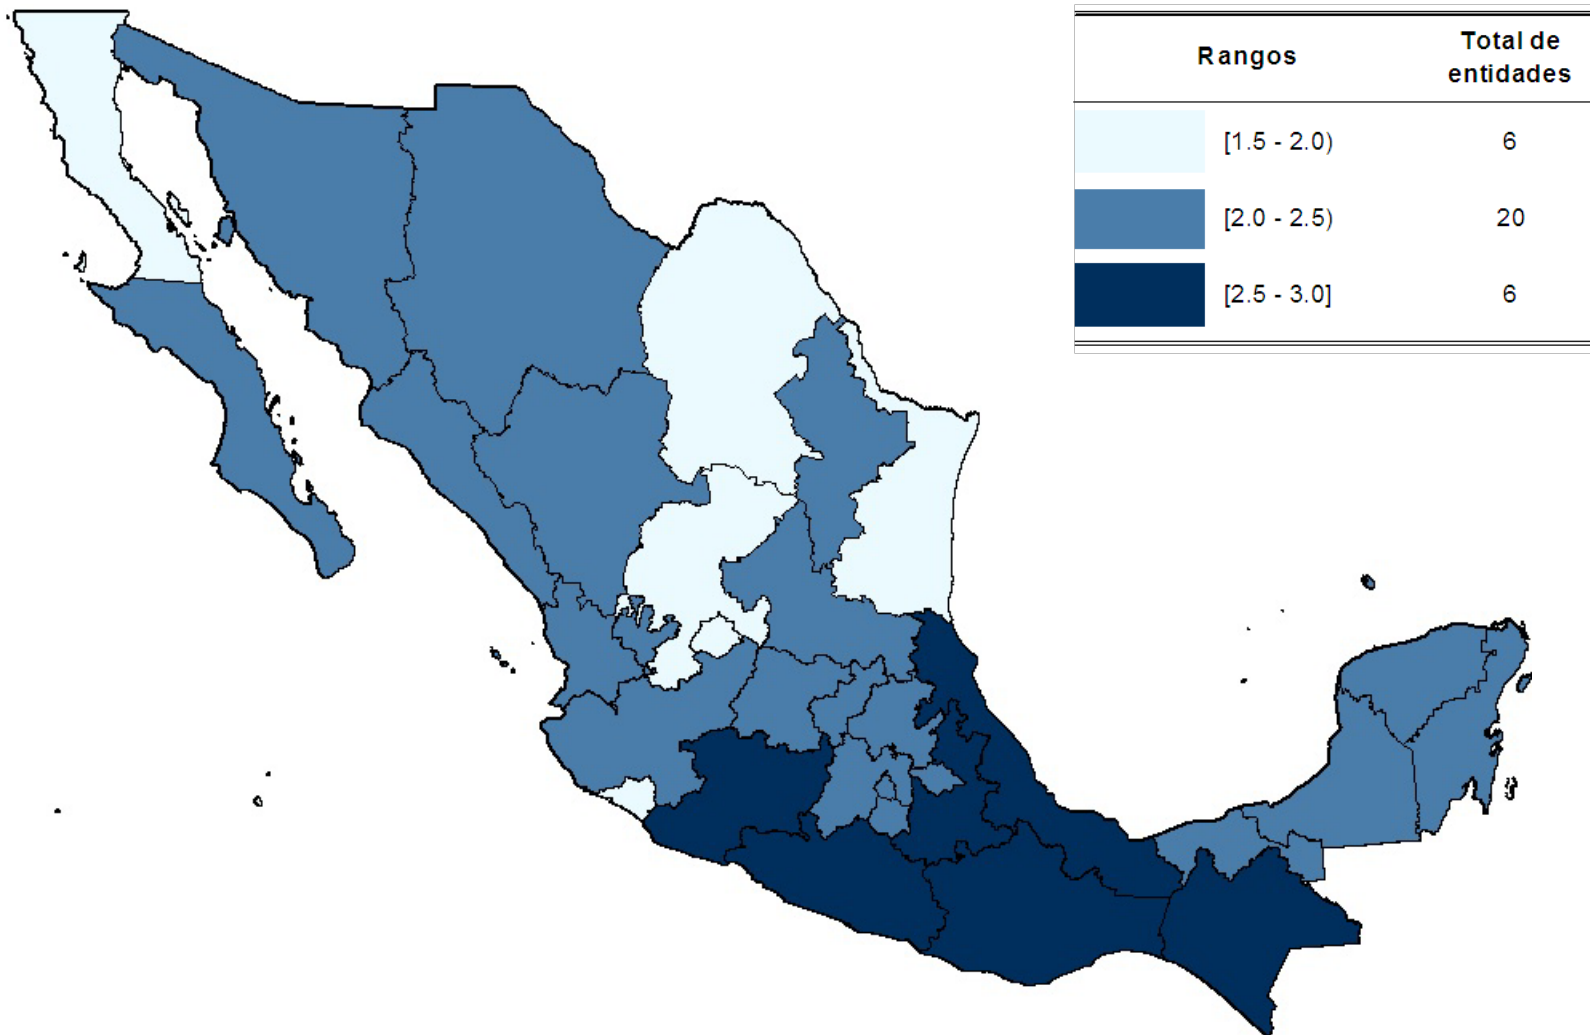 Rangos Total de
entidades
[1.5 - 2.0) 6
[2.0 - 2.5) 20
[2.5 - 3.0] 6